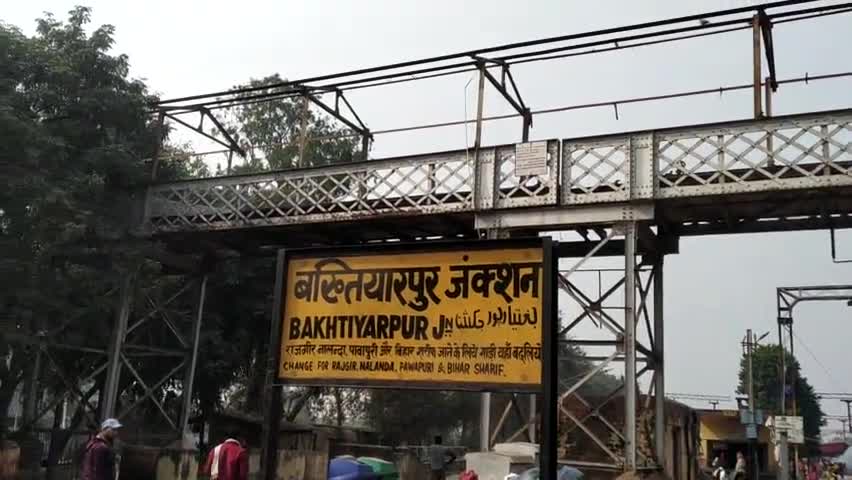 बख्तियारपुर जंक्शन
BAKHTIYARPUR JN بختیارپور جنکشن
राजगीर नालन्दा, पावापुरी और बिहार शरीफ जाने के लिये गाड़ी यहाँ बदलिये
CHANGE FOR RAJGIR, NALANDA, PAWAPURI & BIHAR SHARIF.